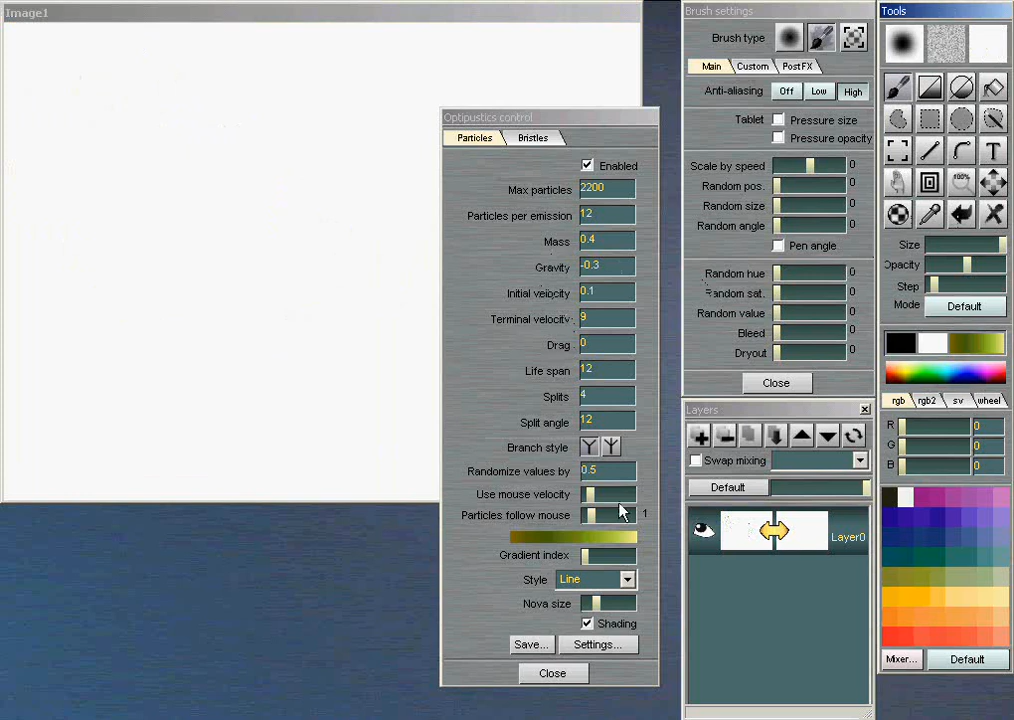 Image1
Optipustics control
Particles
Bristles
Enabled
Max particles 2200
Particles per emission 12
Mass 0.4
Gravity -0.3
Initial velocity 0.1
Terminal velocity 9
Drag 0
Life span 12
Splits 4
Split angle 12
Branch style
Randomize values by 0.5
Use mouse velocity
Particles follow mouse 1
Gradient index
Style Line
Nova size
Shading
Save... Settings...
Close
Brush settings
Brush type
Main Custom PostFX
Anti-aliasing Off Low High
Tablet Pressure size
Pressure opacity
Scale by speed 0
Random pos. 0
Random size 0
Random angle 0
Pen angle
Random hue 0
Random sat. 0
Random value 0
Bleed 0
Dryout 0
Close
Layers
Swap mixing
Default
Layer0
Tools
T
100%
Size
Opacity
Step
Mode Default
rgb rgb2 sv wheel
R 0
G 0
B 0
Mixer... Default